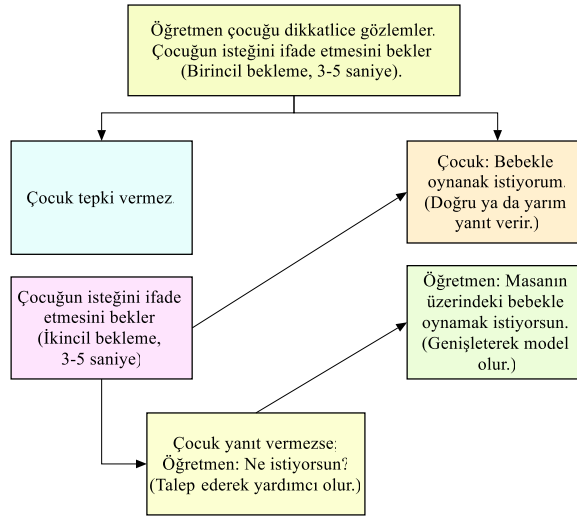 Öğretmen çocuğu dikkatlice gözlemler.
Çocuğun isteğini ifade etmesini bekler
(Birincil bekleme, 3-5 saniye).
Çocuk tepki vermez.
Çocuk: Bebekle
oynanak istiyorum.
(Doğru ya da yarım
yanıt verir.)
Çocuğun isteğini ifade
etmesini bekler
(İkincil bekleme,
3-5 saniye)
Öğretmen: Masanın
üzerindeki bebekle
oynamak istiyorsun.
(Genişleterek model
olur.)
Çocuk yanıt vermezse;
Öğretmen: Ne istiyorsun?
(Talep ederek yardımcı olur.)